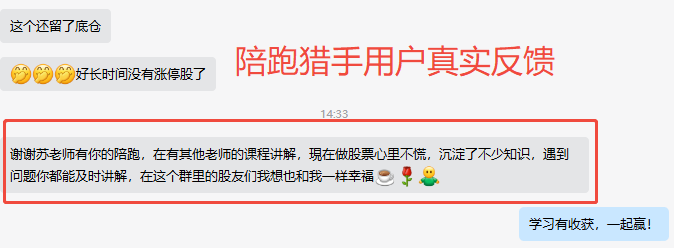 这个还留了底仓
陪跑猎手用户真实反馈
🤭🤭🤭好长时间没有涨停股了
14:33
谢谢苏老师有你的陪跑，在有其他老师的课程讲解，現在做股票心里不慌，沉淀了不少知识，遇到
问题你都能及时讲解，在这个群里的股友们我想也和我一样幸福☕🌹
学习有收获，一起赢！